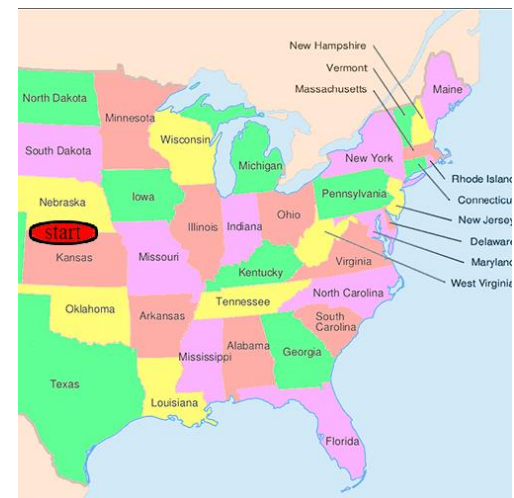 New Hampshire
Vermont
Massachusetts
Maine
North Dakota
Minnesota
Wisconsin
South Dakota
Michigan
New York
Rhode Island
Connecticu
New Jersey
Delaware
Maryland
West Virginia
Nebraska
Iowa
Pennsylvania
Illinois
Indiana
Ohio
start
Kansas
Missouri
Kentucky
Virginia
Oklahoma
Tennessee
North Carolina
Arkansas
South
Carolina
Mississippi
Alabama
Georgia
Texas
Louisiana
Florida